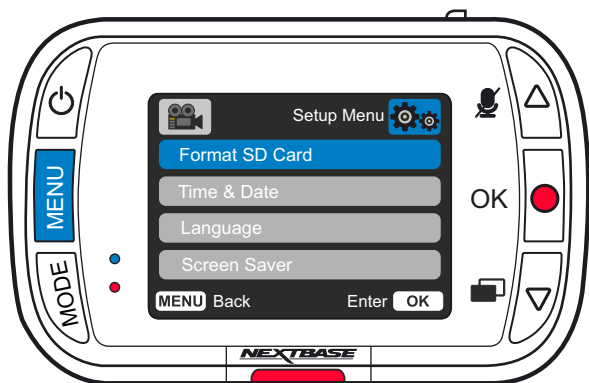 Setup Menu
Format SD Card
MENU
Time & Date
OK
Language
MODE
Screen Saver
MENU Back Enter OK
NEXTBASE